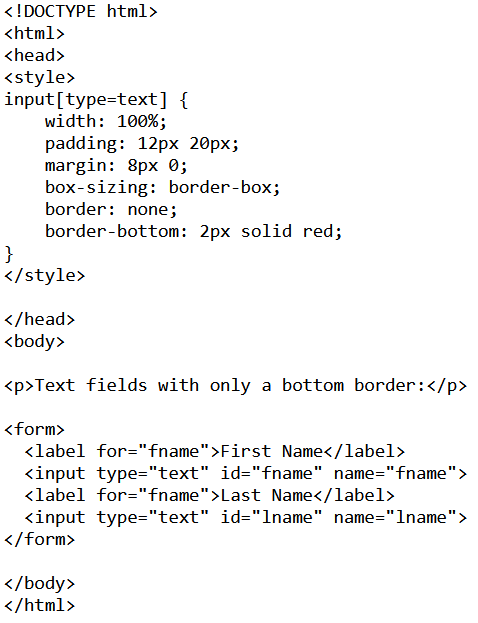 <!DOCTYPE html>
<html>
<head>
<style>
input[type=text] {
    width: 100%;
    padding: 12px 20px;
    margin: 8px 0;
    box-sizing: border-box;
    border: none;
    border-bottom: 2px solid red;
}
</style>

</head>
<body>

<p>Text fields with only a bottom border:</p>

<form>
  <label for="fname">First Name</label>
  <input type="text" id="fname" name="fname">
  <label for="fname">Last Name</label>
  <input type="text" id="lname" name="lname">
</form>

</body>
</html>